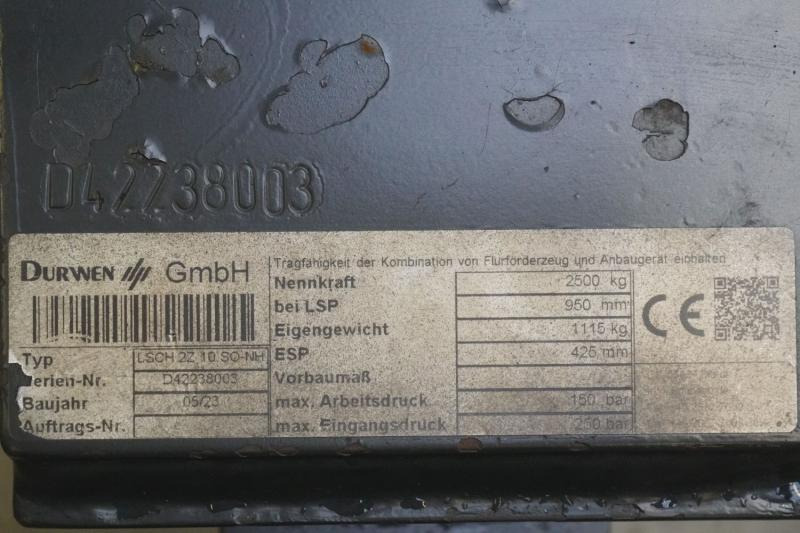 D42238003
DURWEN GmbH
Tragfähigkeit der Kombination von Flurförderzeug und Anbaugerät einhalten
Nennkraft 2500 kg
bei LSP 950 mm
Eigengewicht 1115 kg
ESP 425 mm
Vorbaumaß
max. Arbeitsdruck 150 bar
max. Eingangsdruck 250 bar
Typ LSCH 2Z 10 SO-NH
Serien-Nr. D42238003
Baujahr 05/23
Auftrags-Nr.
CE